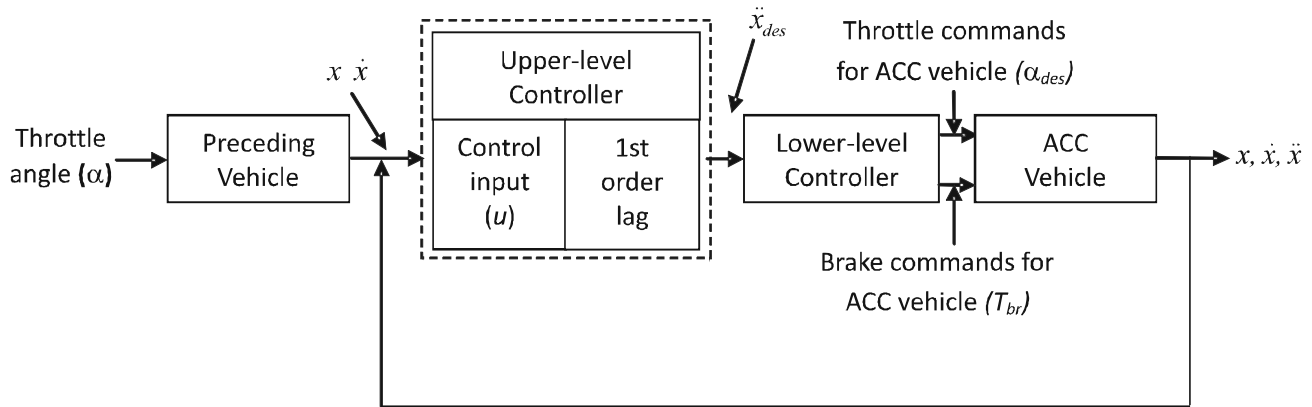 Throttle
angle (α)
Preceding
Vehicle
x ẋ
Upper-level
Controller
Control
input
(u)
1st
order
lag
ẍdes
Lower-level
Controller
Throttle commands
for ACC vehicle (αdes)
Brake commands for
ACC vehicle (Tbr)
ACC
Vehicle
x, ẋ, ẍ